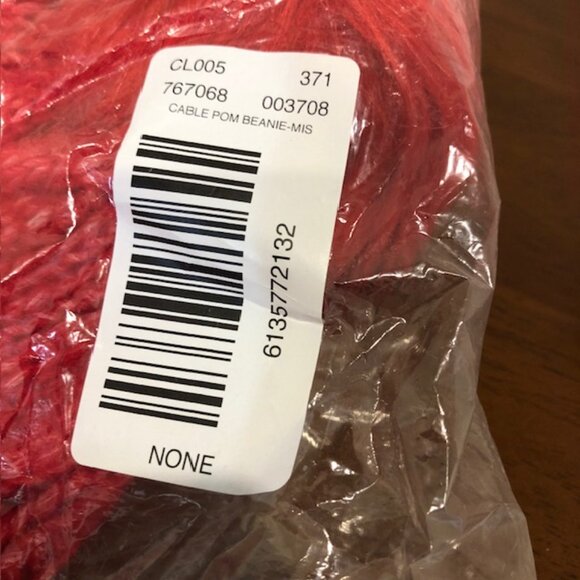 CL005 371
767068 003708
CABLE POM BEANIE-MIS
6135772132
NONE